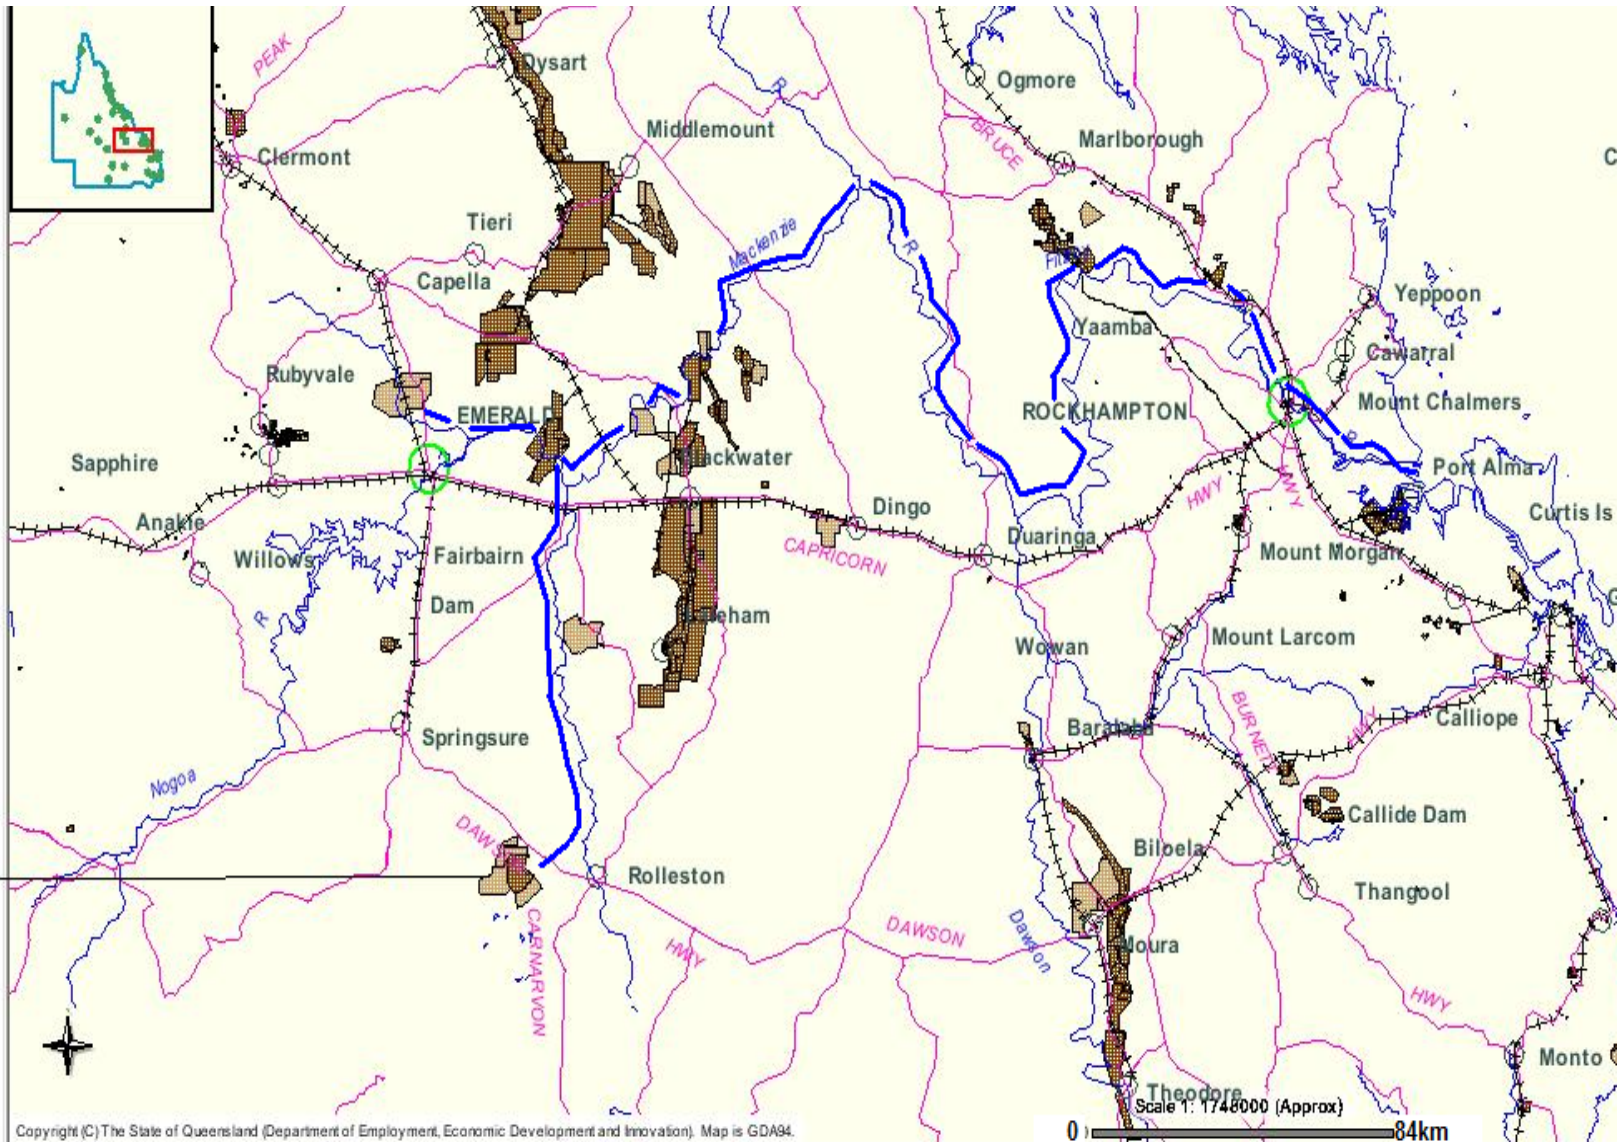 PEAK
Dysart
R
Ogmore
Middlemount
BRUCE
Marlborough
Clermont
Tieri
Mackenzie
R
Capella
Yeppoon
Yaamba
Cawarral
Rubyvale
EMERALD
ROCKHAMPTON
Mount Chalmers
R
Sapphire
Blackwater
Port Alma
HWY
HWY
Dingo
Anakie
Curtis Is
Duaringa
Willows
Fairbairn
CAPRICORN
Mount Morgan
Dam
R
Wowan
Mount Larcom
BURNETT
HWY
Springsure
Baralaba
Calliope
Nogoa
DAWSON
Callide Dam
Biloela
Rolleston
Thangool
CARNARVON
HWY
DAWSON
Dawson
Moura
HWY
Monto
Theodore
Scale 1: 1748000 (Approx)
Copyright (C) The State of Queensland (Department of Employment, Economic Development and Innovation). Map is GDA94.
0
84km